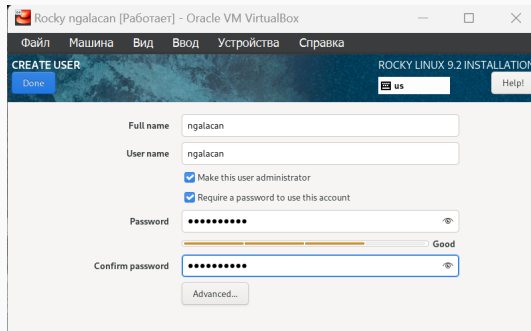 Rocky ngalacan [Работает] - Oracle VM VirtualBox
Файл Машина Вид Ввод Устройства Справка
CREATE USER ROCKY LINUX 9.2 INSTALLATION
Done us Help!
Full name ngalacan
User name ngalacan
Make this user administrator
Require a password to use this account
Password ••••••••••
Good
Confirm password ••••••••••
Advanced...